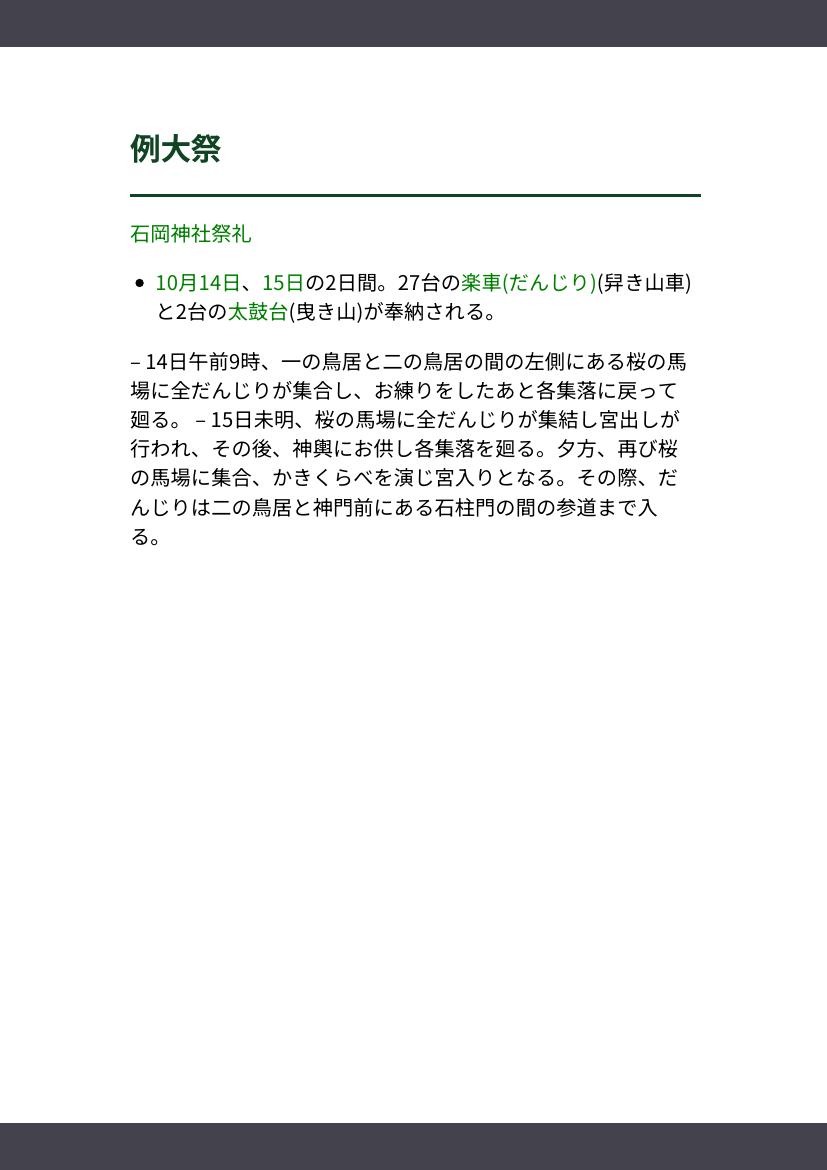 例大祭
石岡神社祭礼
• 10月14日、15日の2日間。27台の楽車(だんじり)(舁き山車)
と2台の太鼓台(曳き山)が奉納される。
– 14日午前9時、一の鳥居と二の鳥居の間の左側にある桜の馬
場に全だんじりが集合し、お練りをしたあと各集落に戻って
廻る。 – 15日未明、桜の馬場に全だんじりが集結し宮出しが
行われ、その後、神輿にお供し各集落を廻る。夕方、再び桜
の馬場に集合、かきくらべを演じ宮入りとなる。その際、だ
んじりは二の鳥居と神門前にある石柱門の間の参道まで入
る。